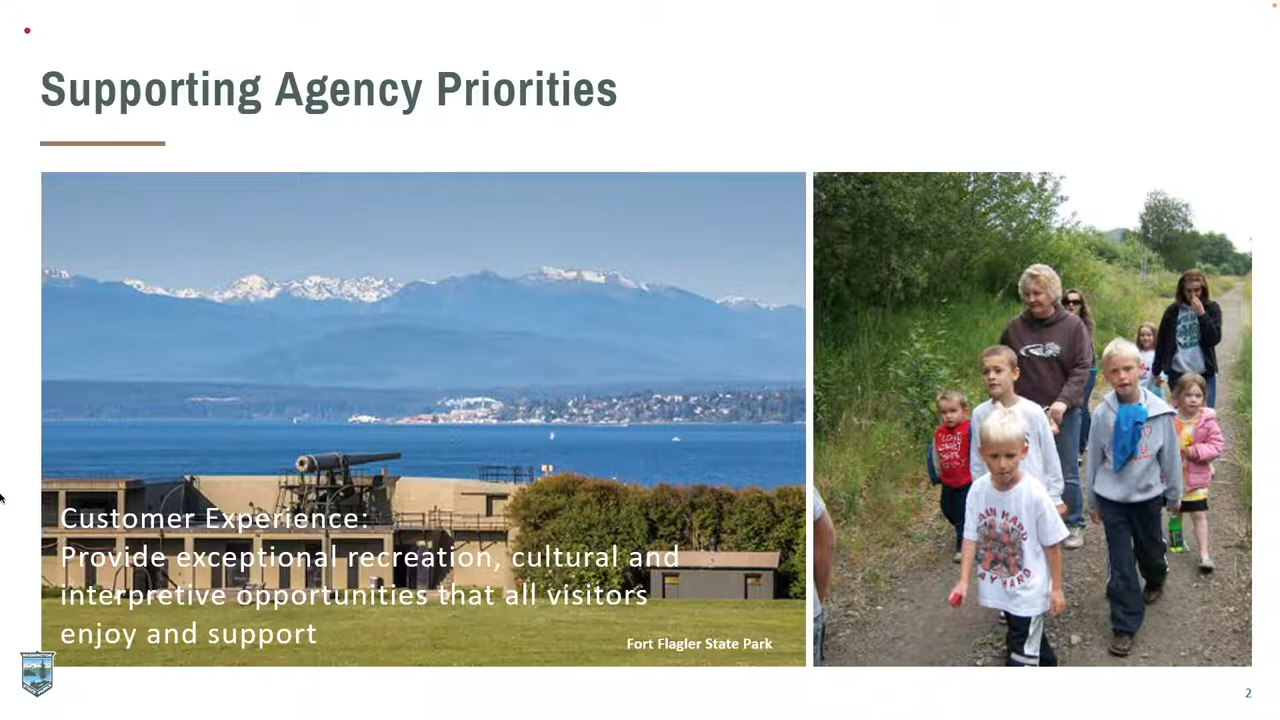 Supporting Agency Priorities
Customer Experience:
Provide exceptional recreation, cultural and
interpretive opportunities that all visitors
enjoy and support
Fort Flagler State Park
WASHINGTON
2